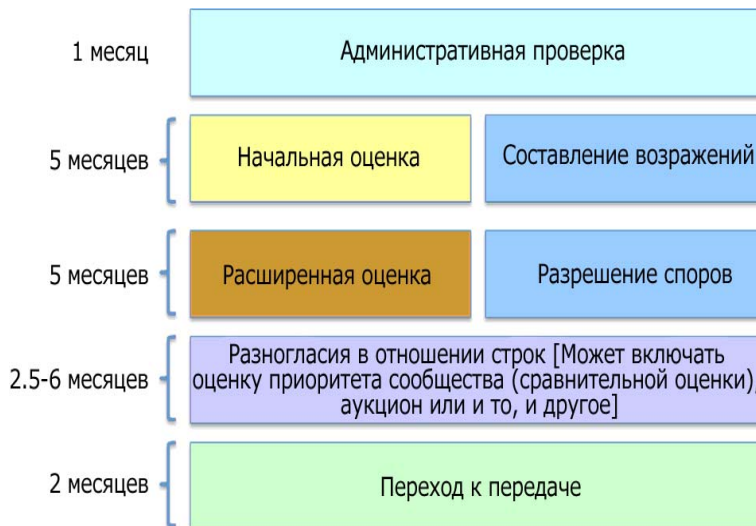 1 месяц
Административная проверка
5 месяцев
Начальная оценка
Составление возражений
5 месяцев
Расширенная оценка
Разрешение споров
2.5-6 месяцев
Разногласия в отношении строк [Может включать
оценку приоритета сообщества (сравнительной оценки),
аукцион или и то, и другое]
2 месяцев
Переход к передаче